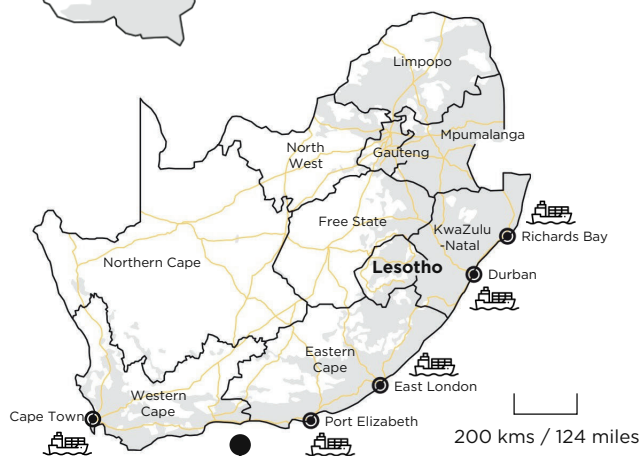 Limpopo
Mpumalanga
North
West
Gauteng
Free State
KwaZulu
-Natal
Richards Bay
Northern Cape
Lesotho
Durban
Eastern
Cape
East London
Western
Cape
Cape Town
Port Elizabeth
200 kms / 124 miles